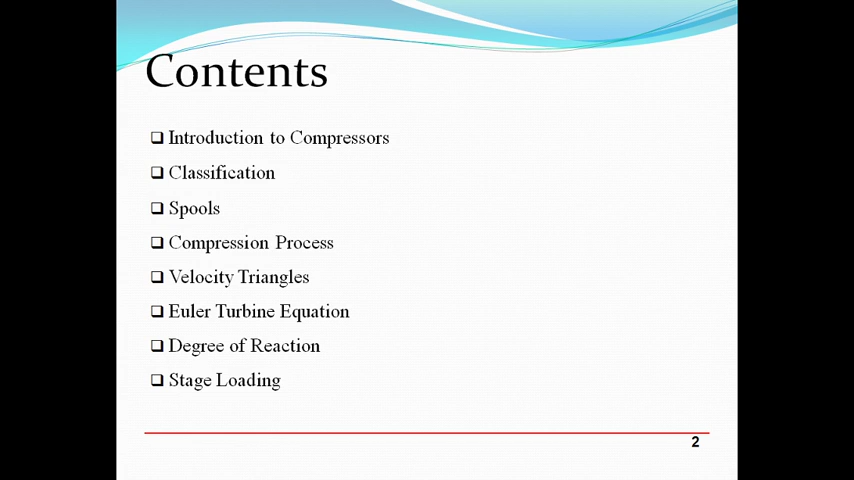 Contents
Introduction to Compressors
Classification
Spools
Compression Process
Velocity Triangles
Euler Turbine Equation
Degree of Reaction
Stage Loading
2